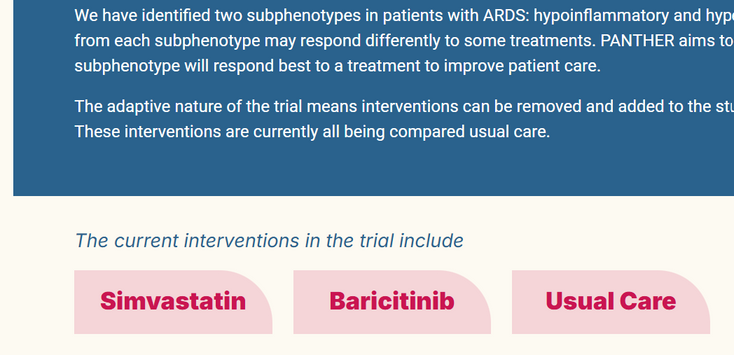 We have identified two subphenotypes in patients with ARDS: hypoinflammatory and
from each subphenotype may respond differently to some treatments. PANTHER aims to
subphenotype will respond best to a treatment to improve patient care.
The adaptive nature of the trial means interventions can be removed and added to the
These interventions are currently all being compared usual care.
The current interventions in the trial include
Simvastatin
Baricitinib
Usual Care